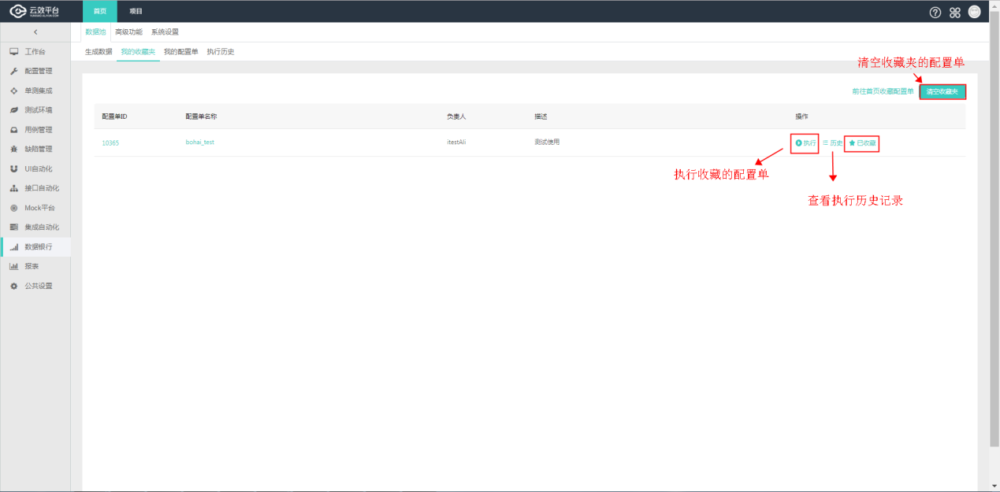 云效平台 首页 项目
YUNXIAO.ALIYUN.COM
数据池 高级功能 系统设置
生成数据 我的收藏夹 我的配置单 执行历史
工作台
配置管理
单测集成
测试环境
用例管理
缺陷管理
UI自动化
接口自动化
Mock平台
集成自动化
数据银行
报表
公共设置
清空收藏夹的配置单
前往首页收藏配置单 清空收藏夹
配置单ID 配置单名称 负责人 描述 操作
10365 bohai_test itestAli 测试使用 执行 历史 已收藏
执行收藏的配置单
查看执行历史记录